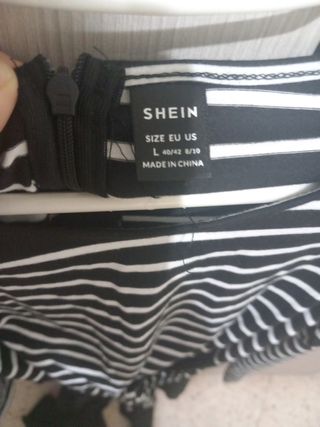 SHEIN
SIZE EU US
L 40/42 8/10
MADE IN CHINA